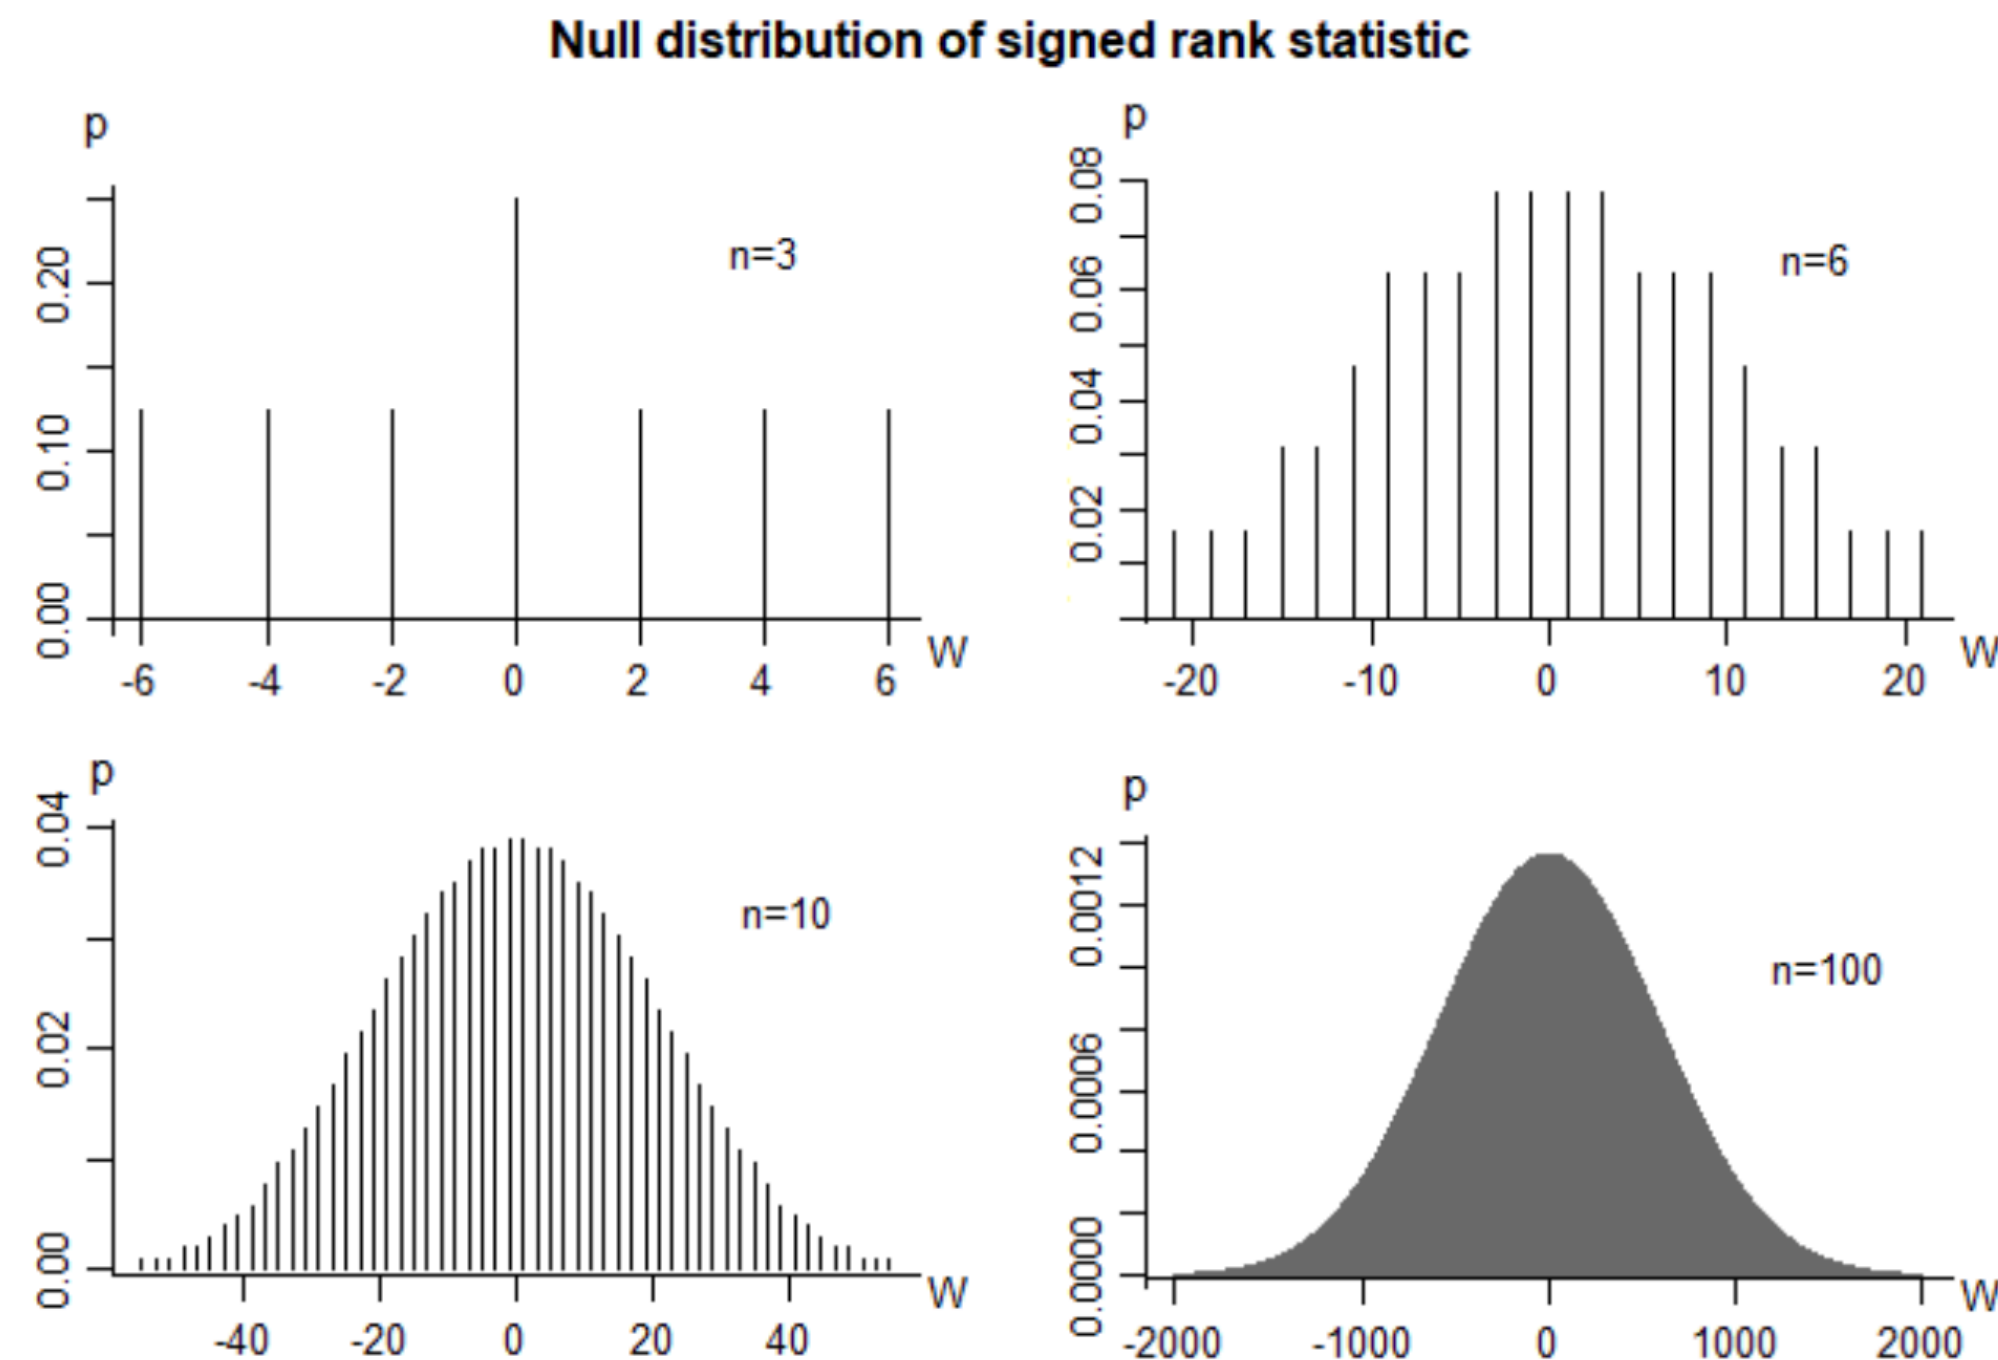 Null distribution of signed rank statistic
p
0.20
0.10
0.00
n=3
-6 -4 -2 0 2 4 6
W
p
0.08
0.06
0.04
0.02
n=6
-20 -10 0 10 20
W
p
0.04
0.02
0.00
n=10
-40 -20 0 20 40
W
p
0.0012
0.0006
0.0000
n=100
-2000 -1000 0 1000 2000
W